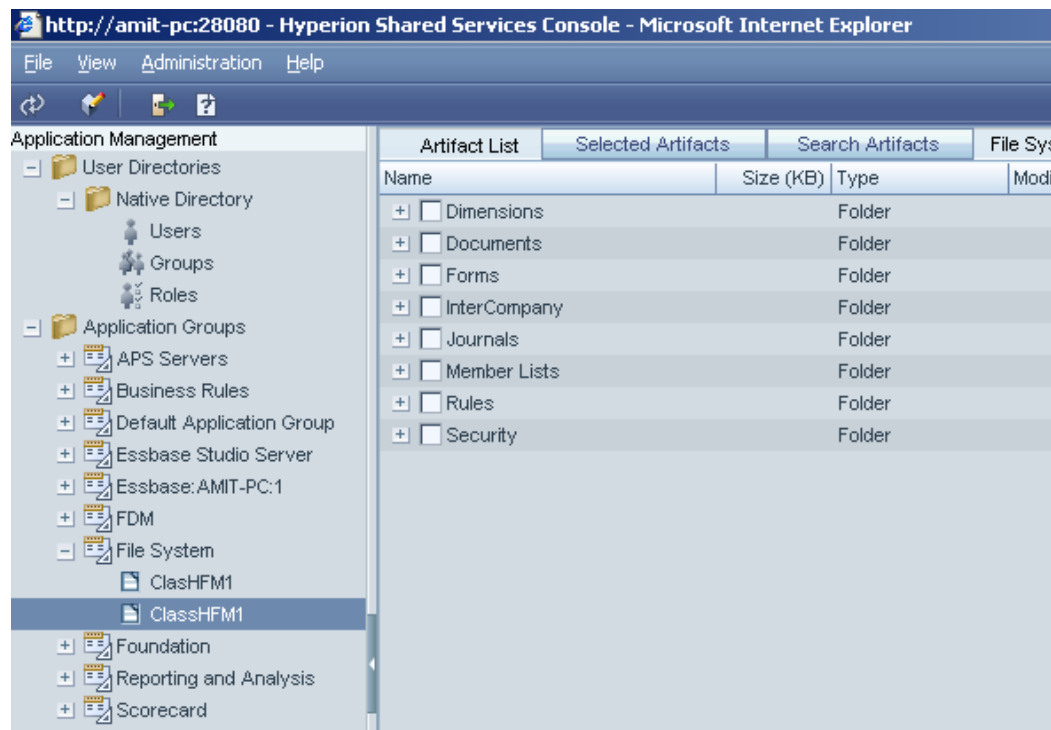 http://amit-pc:28080 - Hyperion Shared Services Console - Microsoft Internet Explorer
File View Administration Help
Application Management
User Directories
Native Directory
Users
Groups
Roles
Application Groups
APS Servers
Business Rules
Default Application Group
Essbase Studio Server
Essbase:AMIT-PC:1
FDM
File System
ClasHFM1
ClassHFM1
Foundation
Reporting and Analysis
Scorecard
Artifact List Selected Artifacts Search Artifacts File Sys
Name Size (KB) Type Modi
Dimensions Folder
Documents Folder
Forms Folder
InterCompany Folder
Journals Folder
Member Lists Folder
Rules Folder
Security Folder